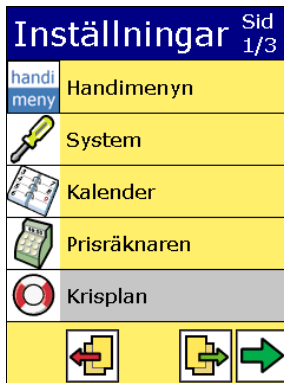 Inställningar Sid
1/3
handi
meny
Handimenyn
System
Kalender
Prisräknaren
Krisplan